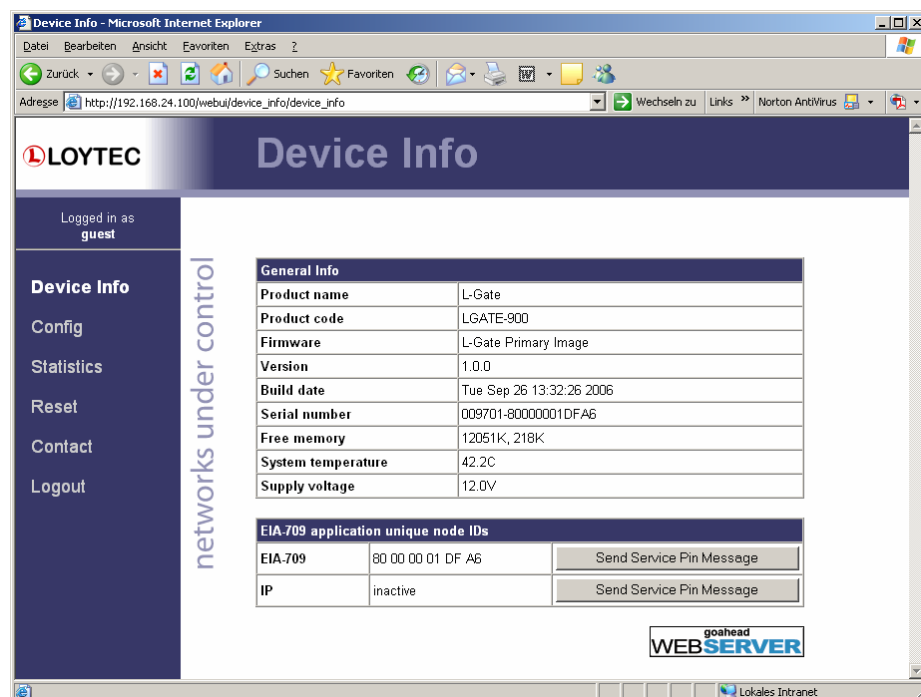 Device Info - Microsoft Internet Explorer
Datei Bearbeiten Ansicht Favoriten Extras ?
Zurück Suchen Favoriten
Adresse http://192.168.24.100/webui/device_info/device_info Wechseln zu Links » Norton AntiVirus
LOYTEC
Device Info
Logged in as
guest
Device Info
Config
Statistics
Reset
Contact
Logout
networks under control
General Info
Product name L-Gate
Product code LGATE-900
Firmware L-Gate Primary Image
Version 1.0.0
Build date Tue Sep 26 13:32:26 2006
Serial number 009701-80000001DFA6
Free memory 12051K, 218K
System temperature 42.2C
Supply voltage 12.0V
EIA-709 application unique node IDs
EIA-709 80 00 00 01 DF A6 Send Service Pin Message
IP inactive Send Service Pin Message
goahead
WEBSERVER
Lokales Intranet